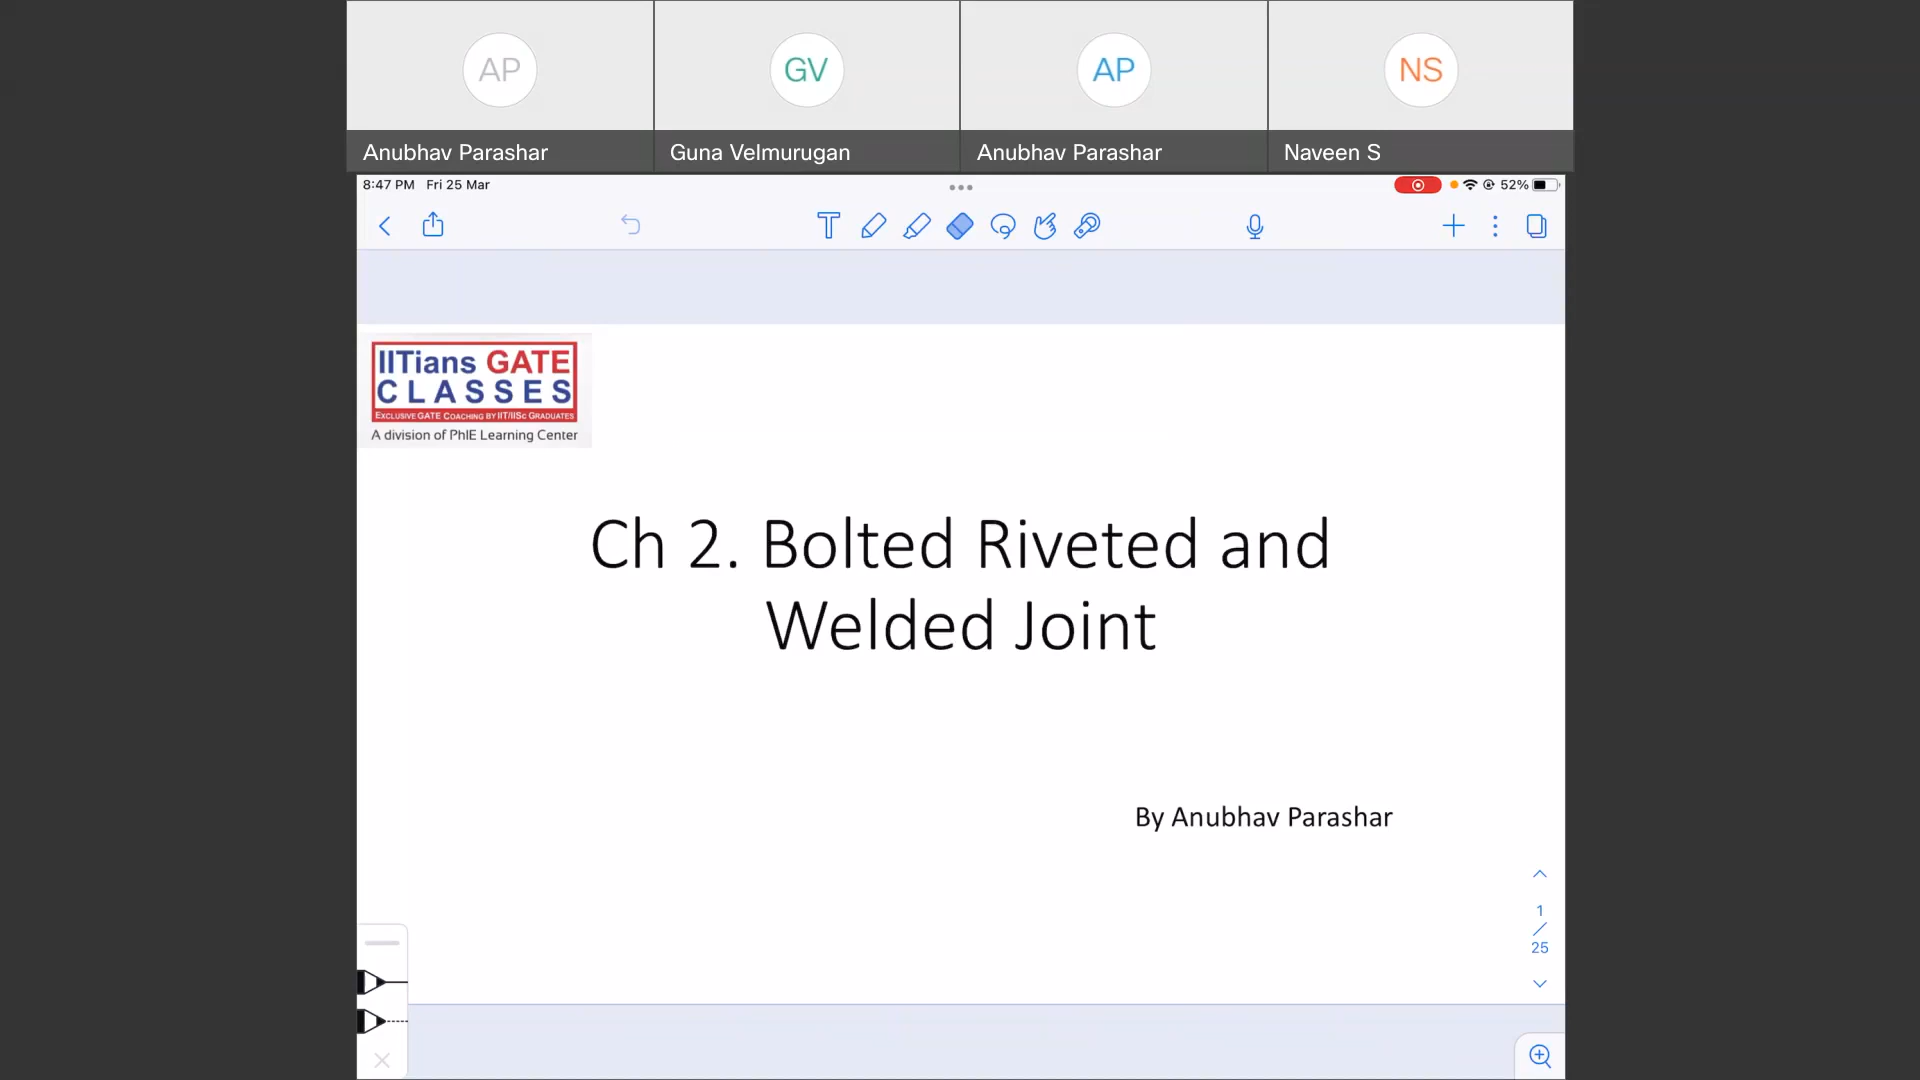 AP
GV
AP
NS
Anubhav Parashar
Guna Velmurugan
Anubhav Parashar
Naveen S
8:47 PM Fri 25 Mar
52%
IITians GATE
CLASSES
EXCLUSIVE GATE COACHING BY IIT/IISc GRADUATES
A division of PhIE Learning Center
Ch 2. Bolted Riveted and
Welded Joint
By Anubhav Parashar
1
/
25